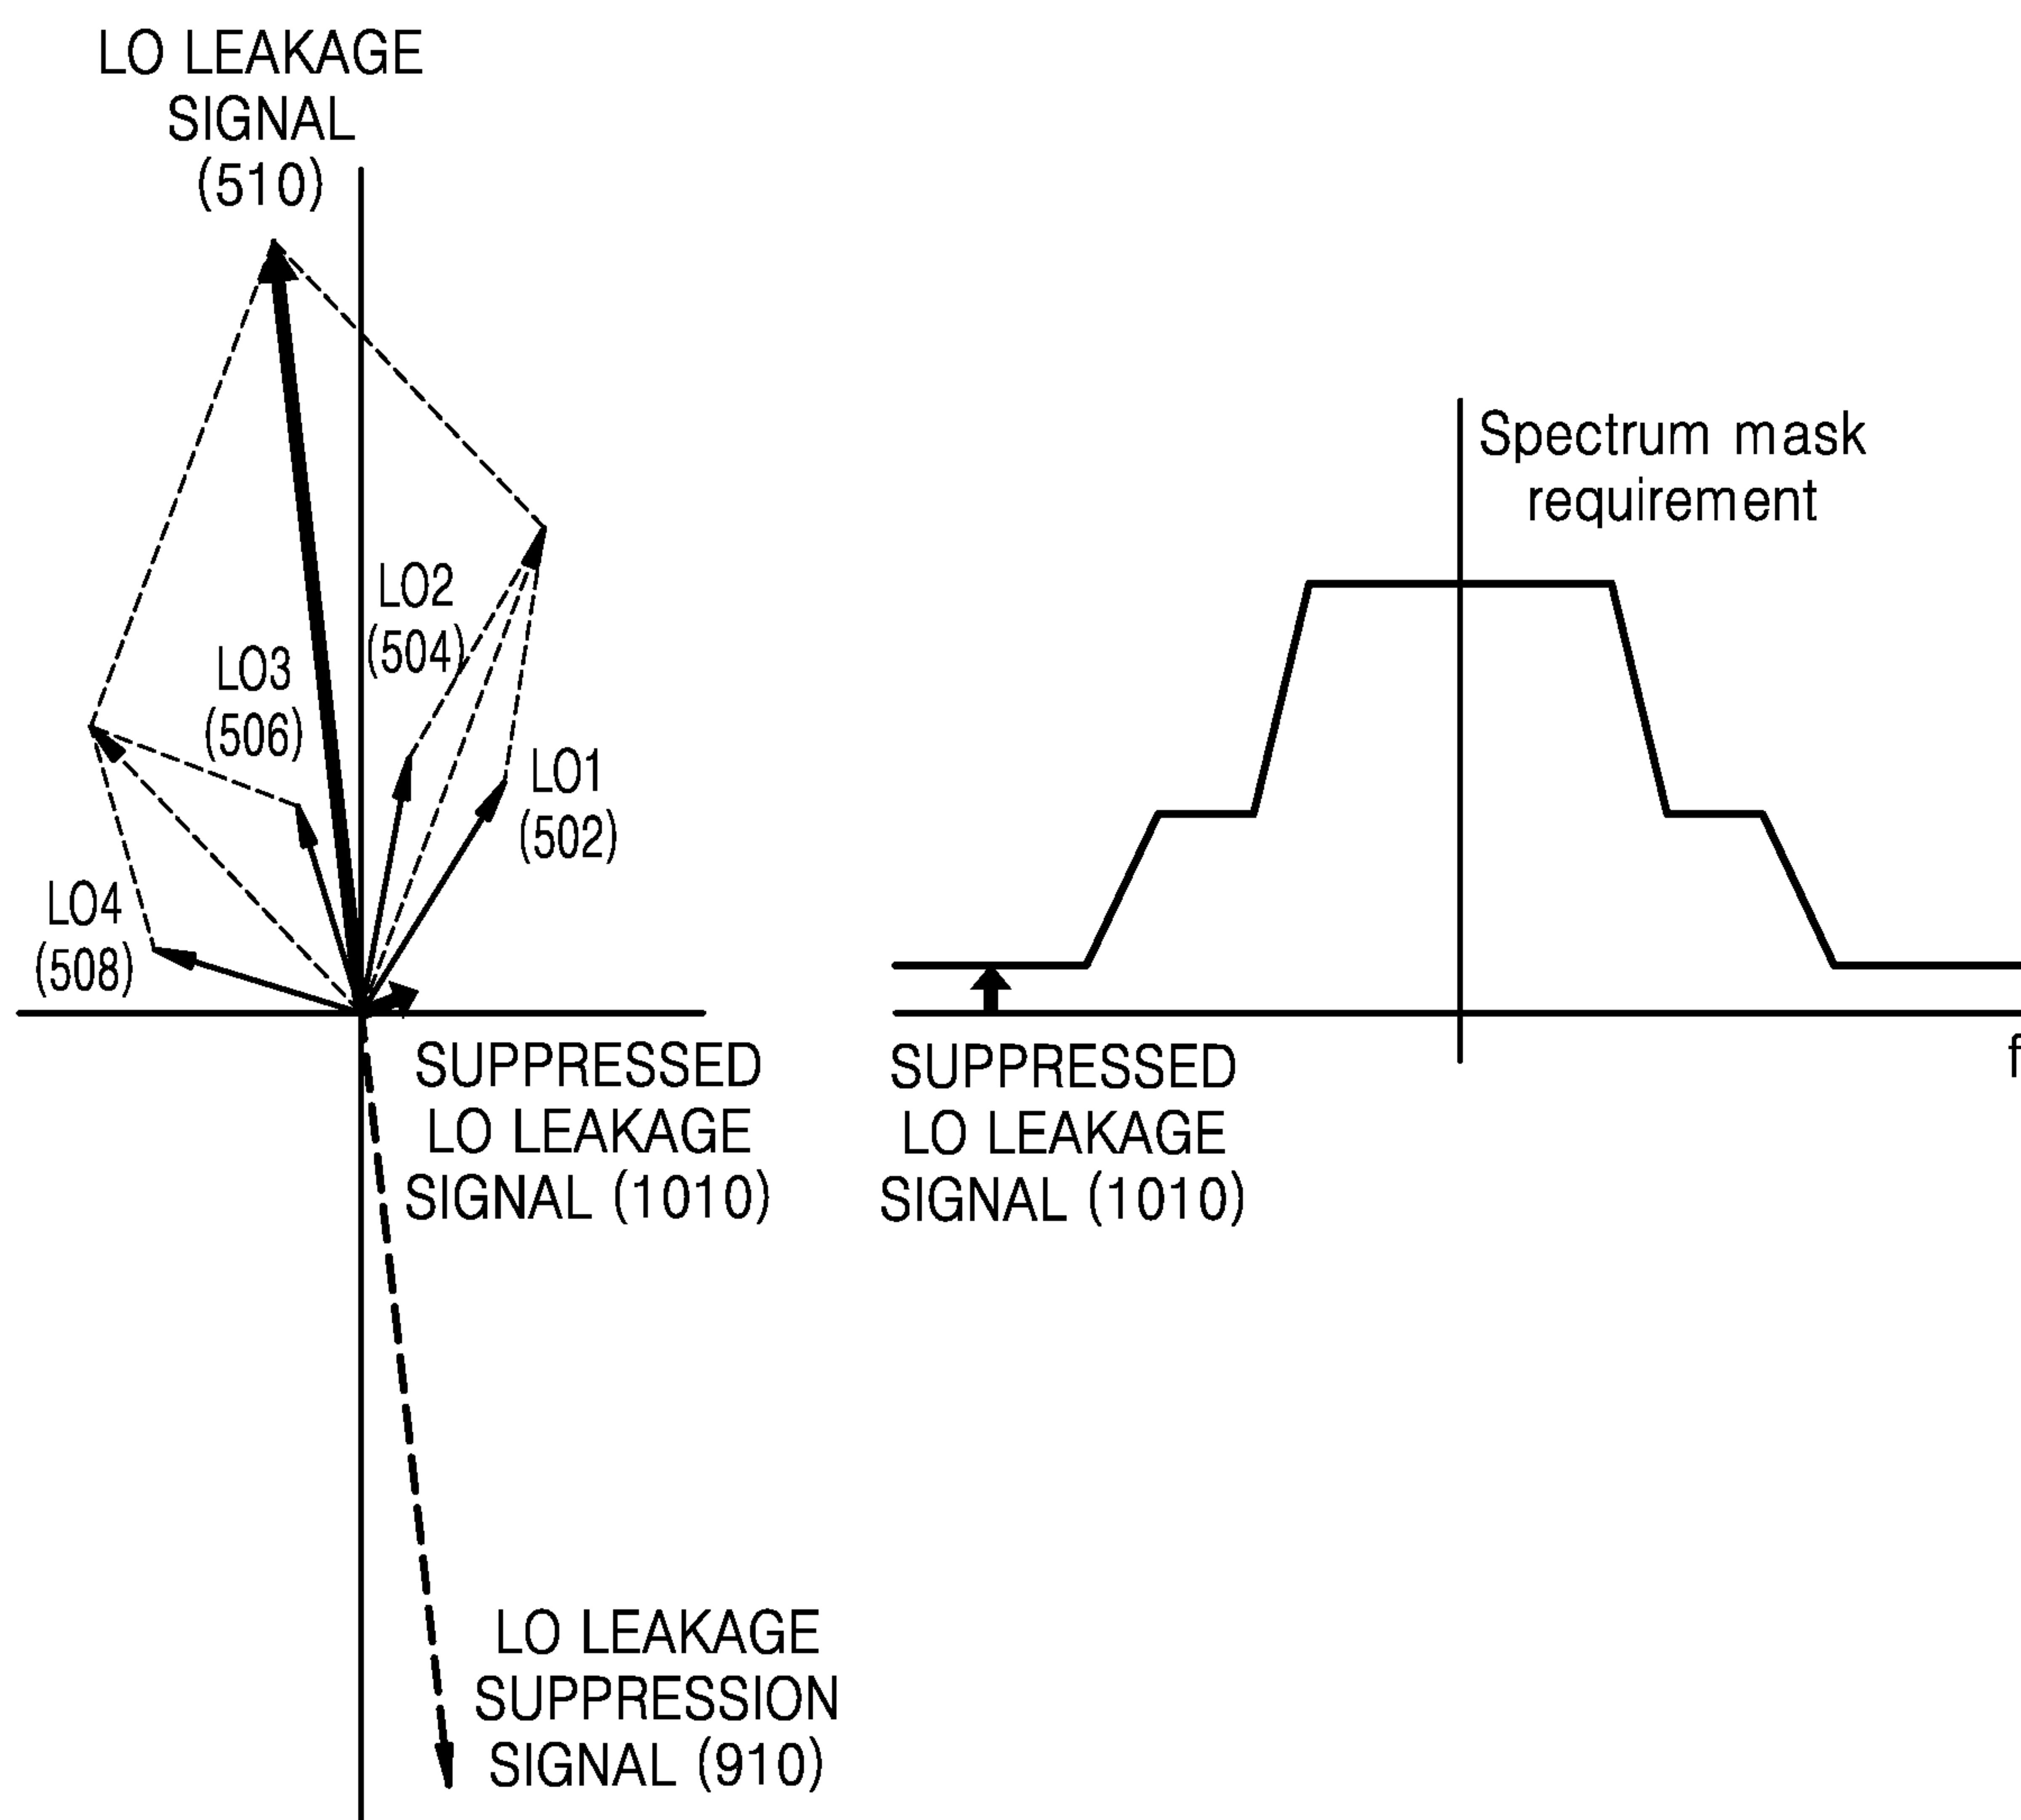 LO LEAKAGE
SIGNAL
(510)
LO2
(504)
LO3
(506)
LO1
(502)
LO4
(508)
SUPPRESSED
LO LEAKAGE
SIGNAL (1010)
LO LEAKAGE
SUPPRESSION
SIGNAL (910)
Spectrum mask
requirement
SUPPRESSED
LO LEAKAGE
SIGNAL (1010)
f